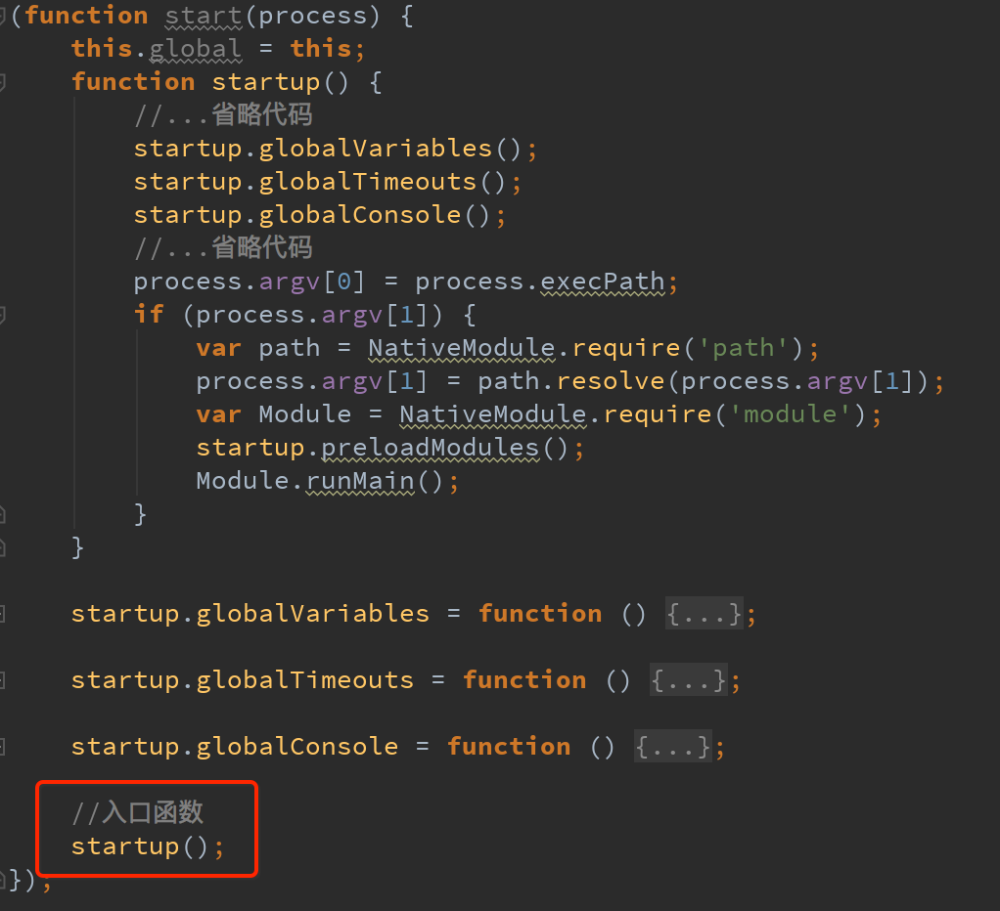 (function start(process) {
this.global = this;
function startup() {
//...省略代码
startup.globalVariables();
startup.globalTimeouts();
startup.globalConsole();
//...省略代码
process.argv[0] = process.execPath;
if (process.argv[1]) {
var path = NativeModule.require('path');
process.argv[1] = path.resolve(process.argv[1]);
var Module = NativeModule.require('module');
startup.preloadModules();
Module.runMain();
}
}
startup.globalVariables = function () {...};
startup.globalTimeouts = function () {...};
startup.globalConsole = function () {...};
//入口函数
startup();
});